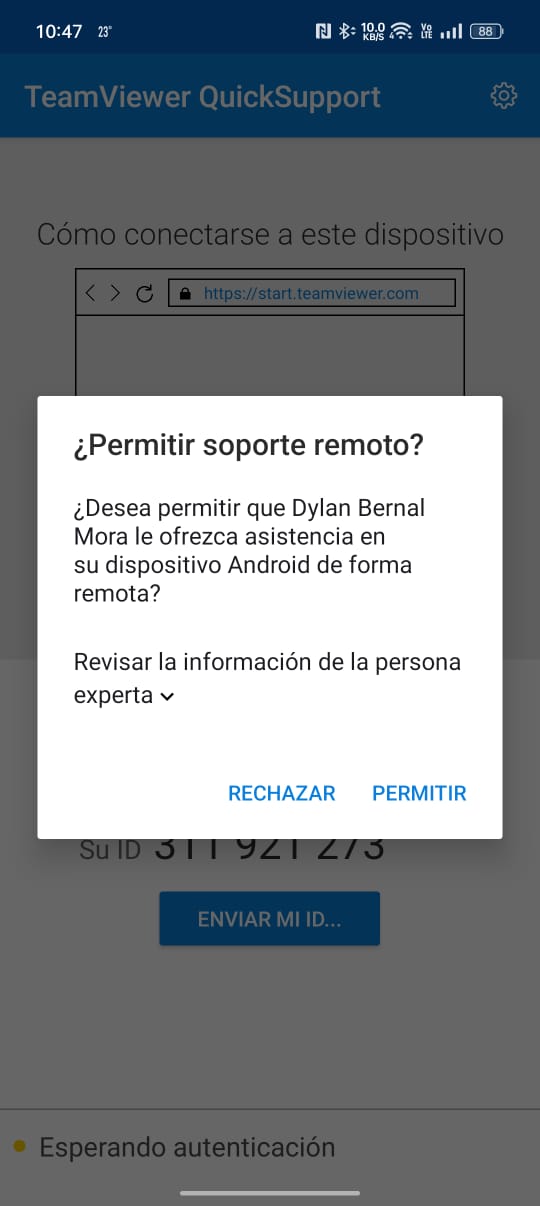 10:47 23° 10.0 KB/S Vo LTE 88
TeamViewer QuickSupport
Cómo conectarse a este dispositivo
https://start.teamviewer.com
¿Permitir soporte remoto?
¿Desea permitir que Dylan Bernal
Mora le ofrezca asistencia en
su dispositivo Android de forma
remota?
Revisar la información de la persona
experta
RECHAZAR PERMITIR
Su ID 311 921 273
ENVIAR MI ID...
Esperando autenticación